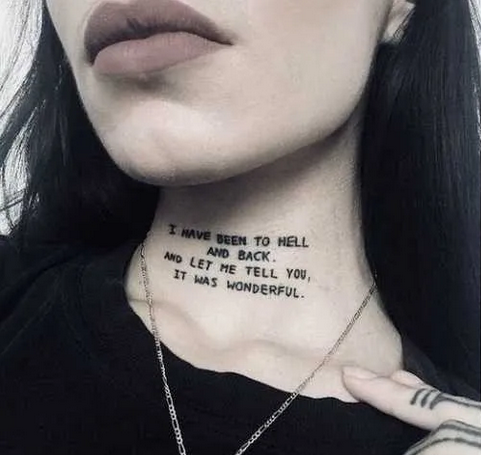 I HAVE BEEN TO HELL
AND BACK.
AND LET ME TELL YOU,
IT WAS WONDERFUL.